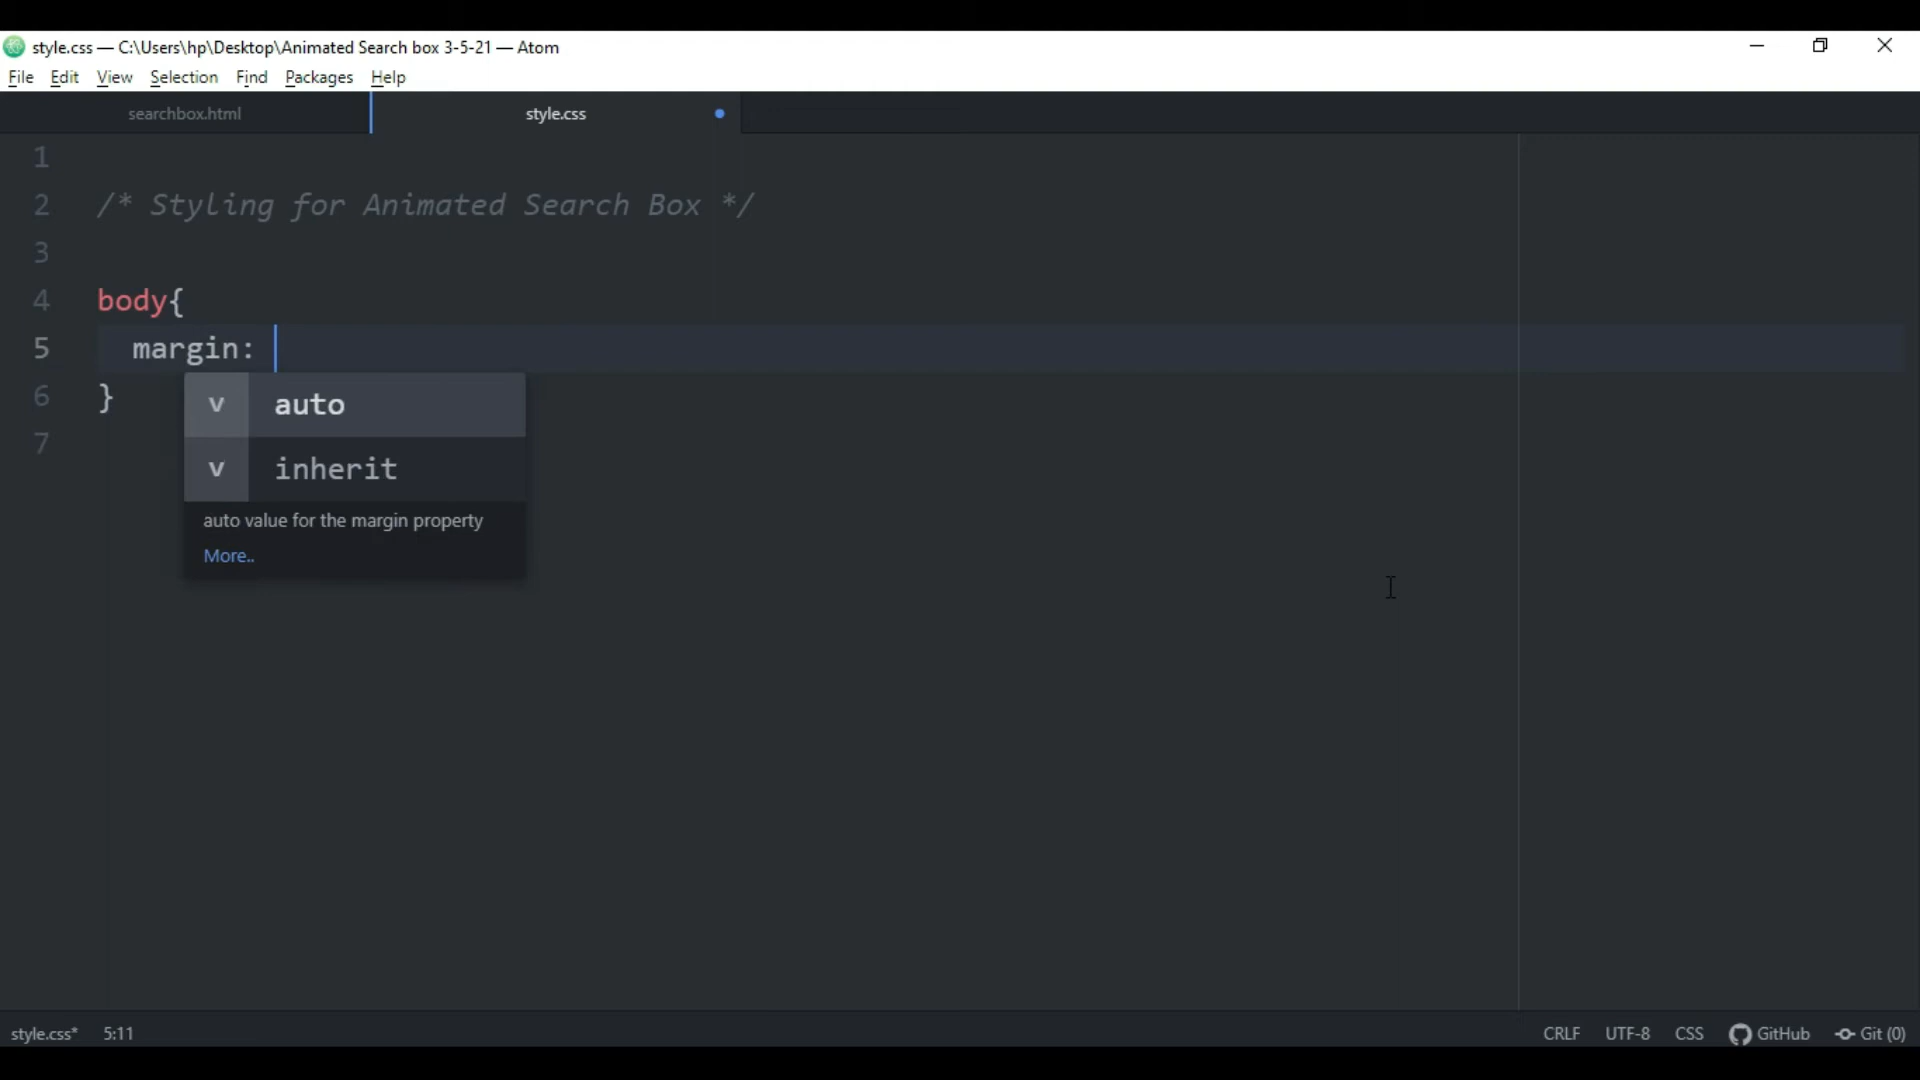 style.css — C:\Users\hp\Desktop\Animated Search box 3-5-21 — Atom
File Edit View Selection Find Packages Help
searchbox.html style.css
1
2 /* Styling for Animated Search Box */
3
4 body{
5 margin:
6 }
7
v auto
v inherit
auto value for the margin property
More..
style.css* 5:11 CRLF UTF-8 CSS GitHub Git (0)